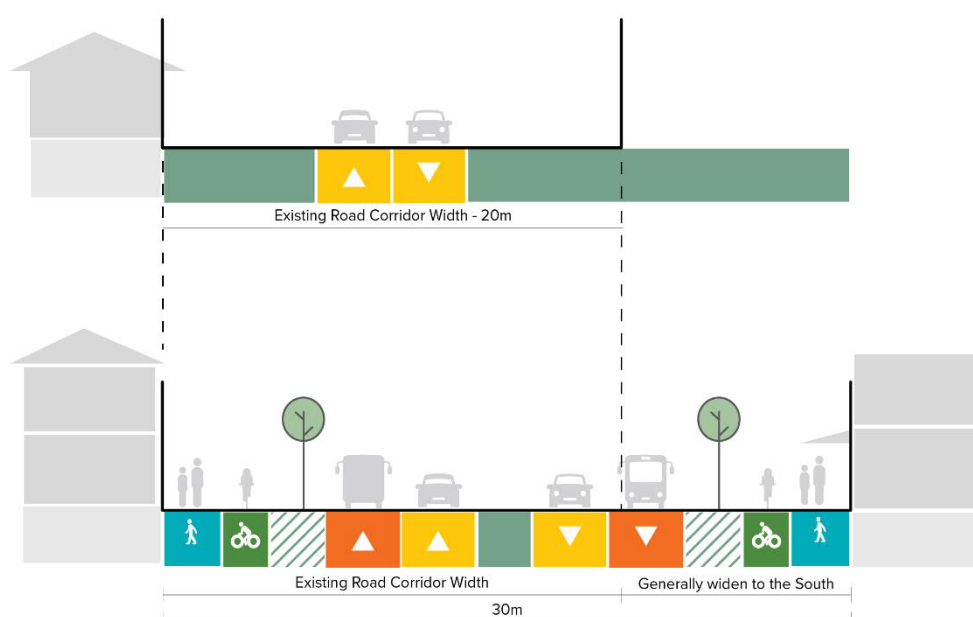 Existing Road Corridor Width - 20m
Existing Road Corridor Width
Generally widen to the South
30m